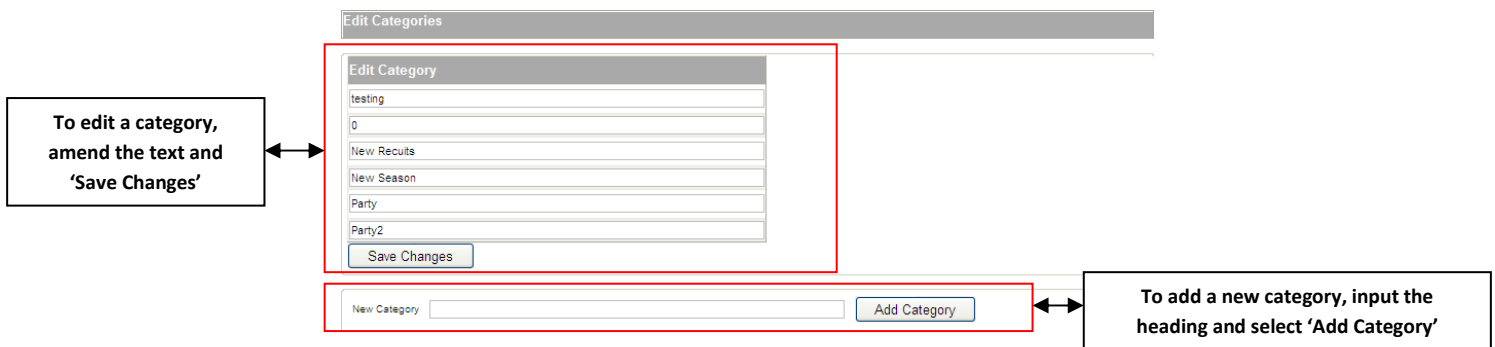 Edit Categories
Edit Category
testing
0
New Recuits
New Season
Party
Party2
Save Changes
To edit a category,
amend the text and
‘Save Changes’
New Category
Add Category
To add a new category, input the
heading and select ‘Add Category’